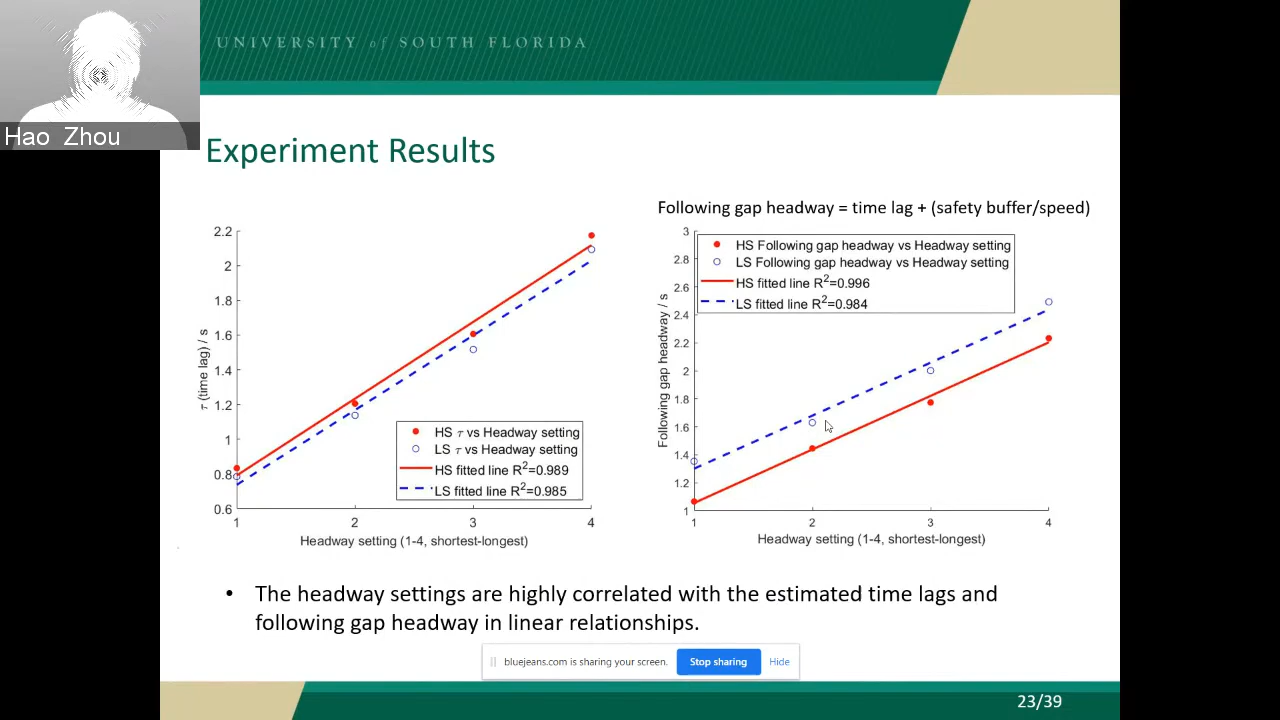 UNIVERSITY of SOUTH FLORIDA
Hao Zhou
Experiment Results
Following gap headway = time lag + (safety buffer/speed)
2.2
2
1.8
1.6
1.4
1.2
1
0.8
0.6
τ (time lag) / s
HS τ vs Headway setting
LS τ vs Headway setting
HS fitted line R²=0.989
LS fitted line R²=0.985
1 2 3 4
Headway setting (1-4, shortest-longest)
3
2.8
2.6
2.4
2.2
2
1.8
1.6
1.4
1.2
1
Following gap headway / s
HS Following gap headway vs Headway setting
LS Following gap headway vs Headway setting
HS fitted line R²=0.996
LS fitted line R²=0.984
1 2 3 4
Headway setting (1-4, shortest-longest)
• The headway settings are highly correlated with the estimated time lags and
following gap headway in linear relationships.
bluejeans.com is sharing your screen. Stop sharing Hide
23/39